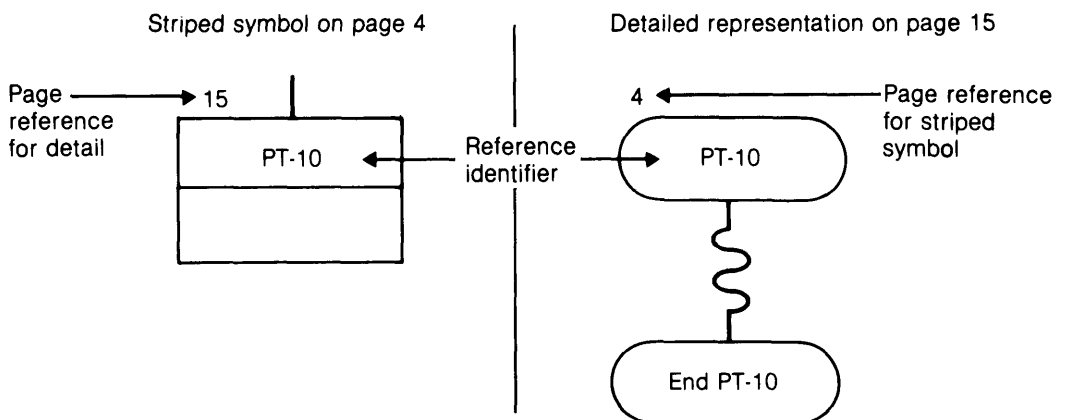 Striped symbol on page 4
Detailed representation on page 15
Page
reference
for detail
15
PT-10
Reference
identifier
4
PT-10
Page reference
for striped
symbol
End PT-10